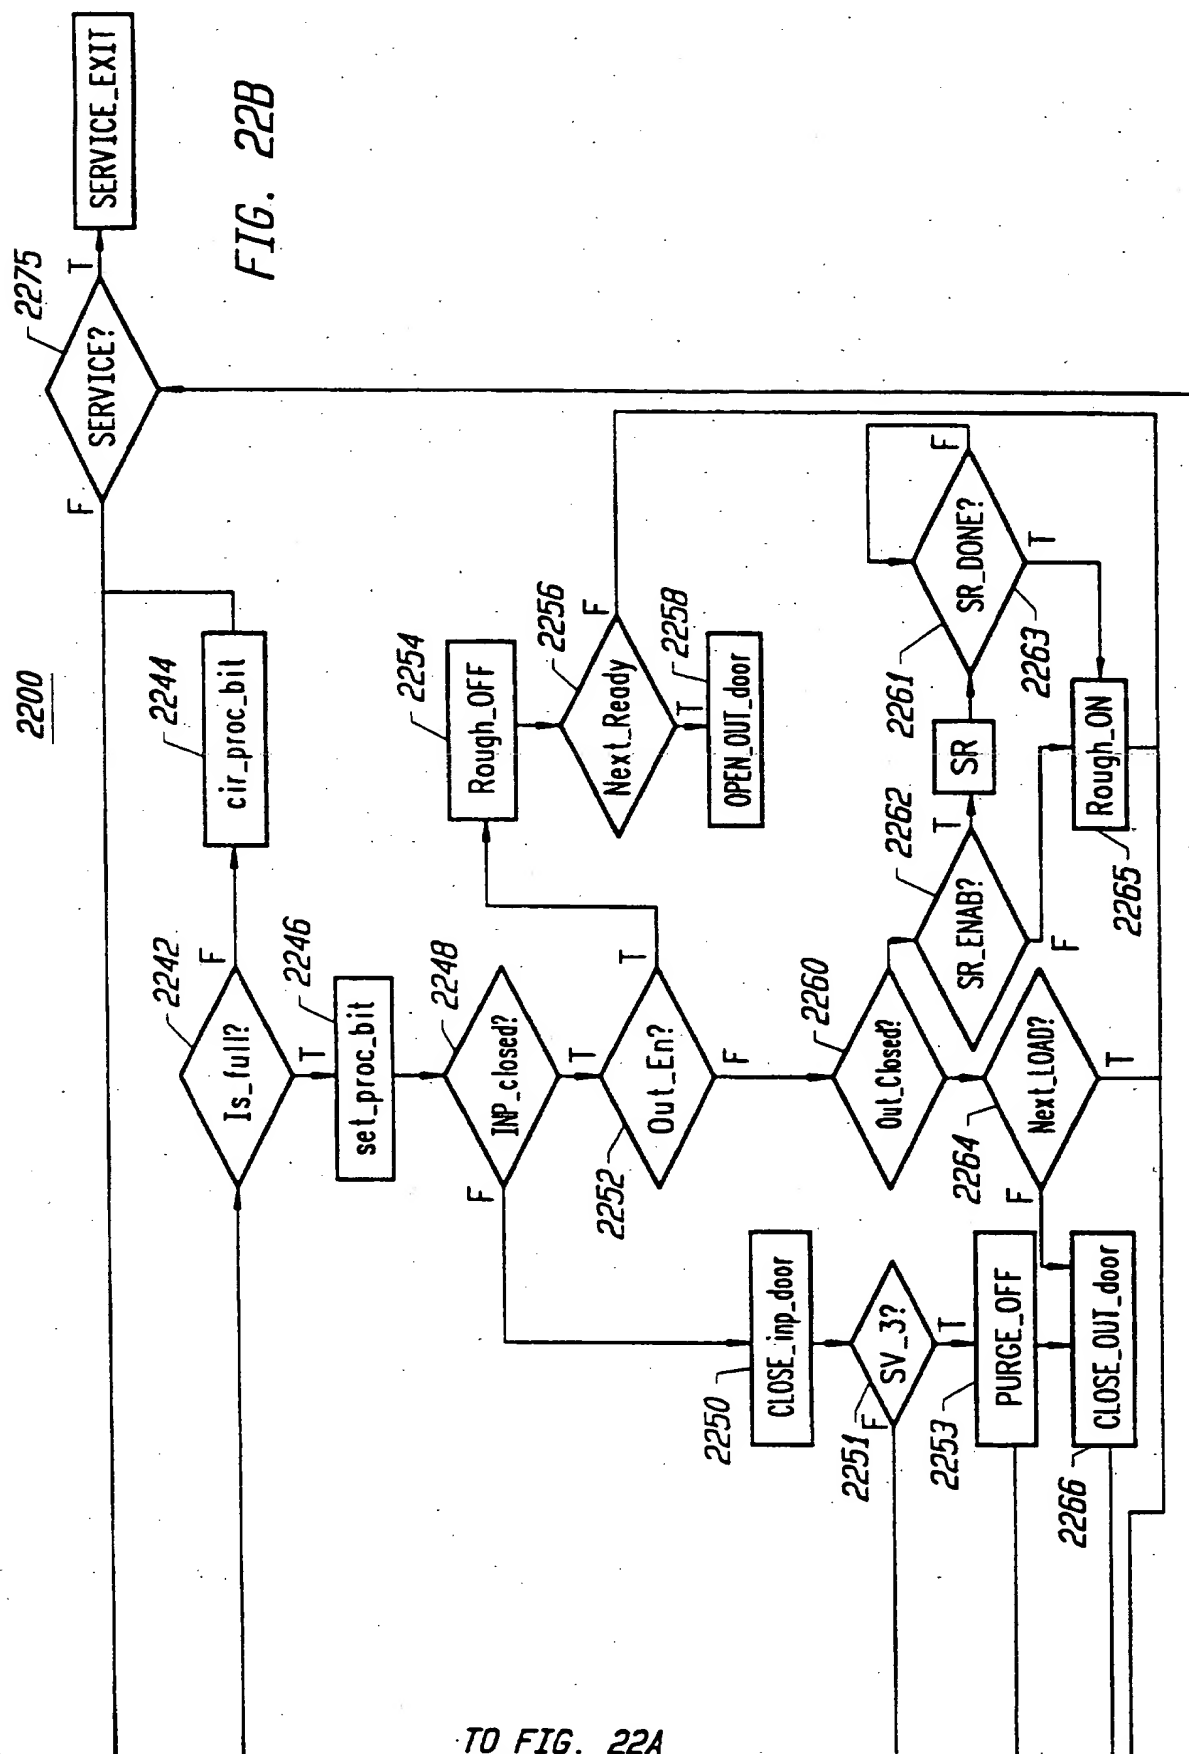 2200
SERVICE?
2275
F
T
SERVICE_EXIT
FIG. 22B
Is_full?
2242
F
T
cir_proc_bit
2244
set_proc_bit
2246
INP_closed?
2248
F
T
Out_En?
2252
T
F
Rough_OFF
2254
Next_Ready
2256
F
T
OPEN_OUT_door
2258
CLOSE_inp_door
2250
SV_3?
2251
F
T
PURGE_OFF
2253
Out_Closed?
2260
SR_ENAB?
2262
T
F
SR
SR_DONE?
2261
F
T
2263
Rough_ON
2265
Next_LOAD?
2264
F
T
CLOSE_OUT_door
2266
TO FIG. 22A